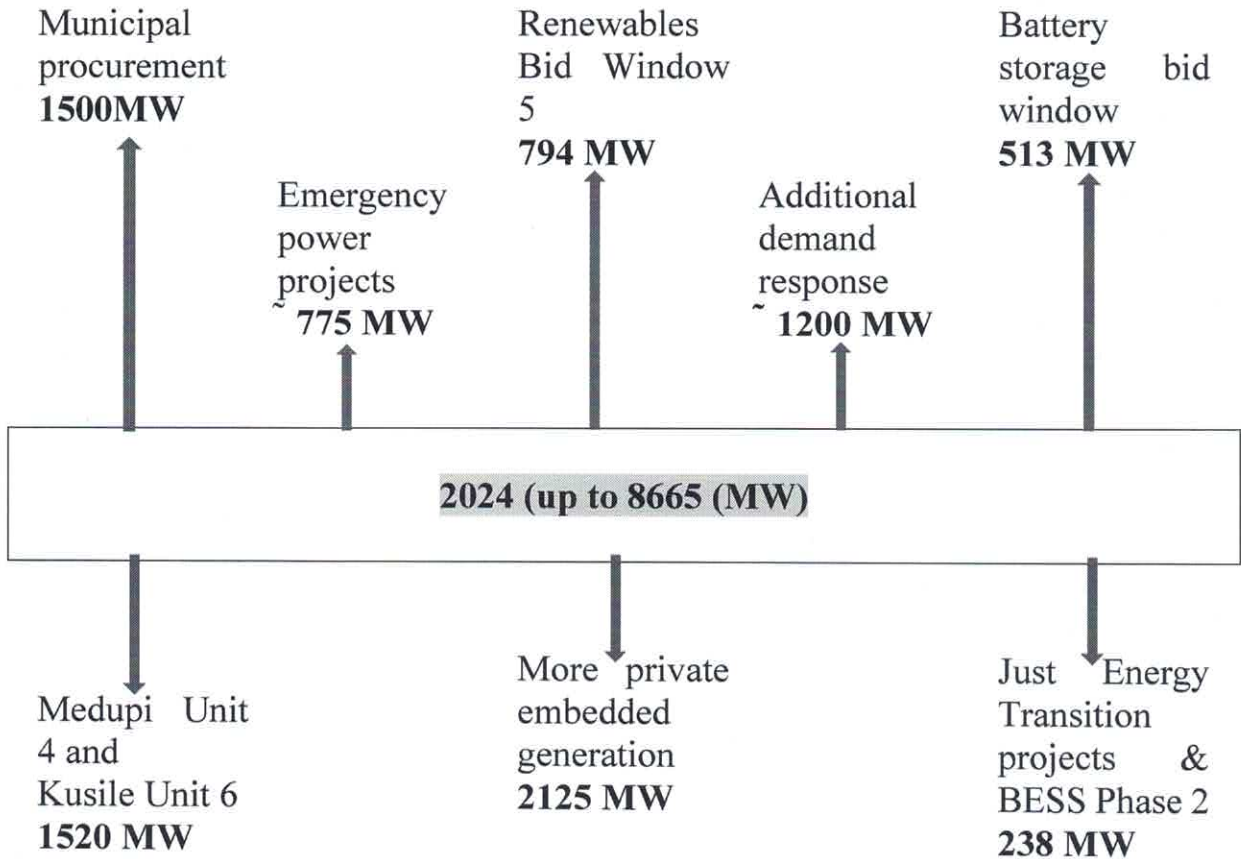 Municipal
procurement
1500MW
Renewables
Bid Window
5
794 MW
Battery
storage bid
window
513 MW
Emergency
power
projects
~ 775 MW
Additional
demand
response
~ 1200 MW
2024 (up to 8665 (MW)
Medupi Unit
4 and
Kusile Unit 6
1520 MW
More private
embedded
generation
2125 MW
Just Energy
Transition
projects &
BESS Phase 2
238 MW